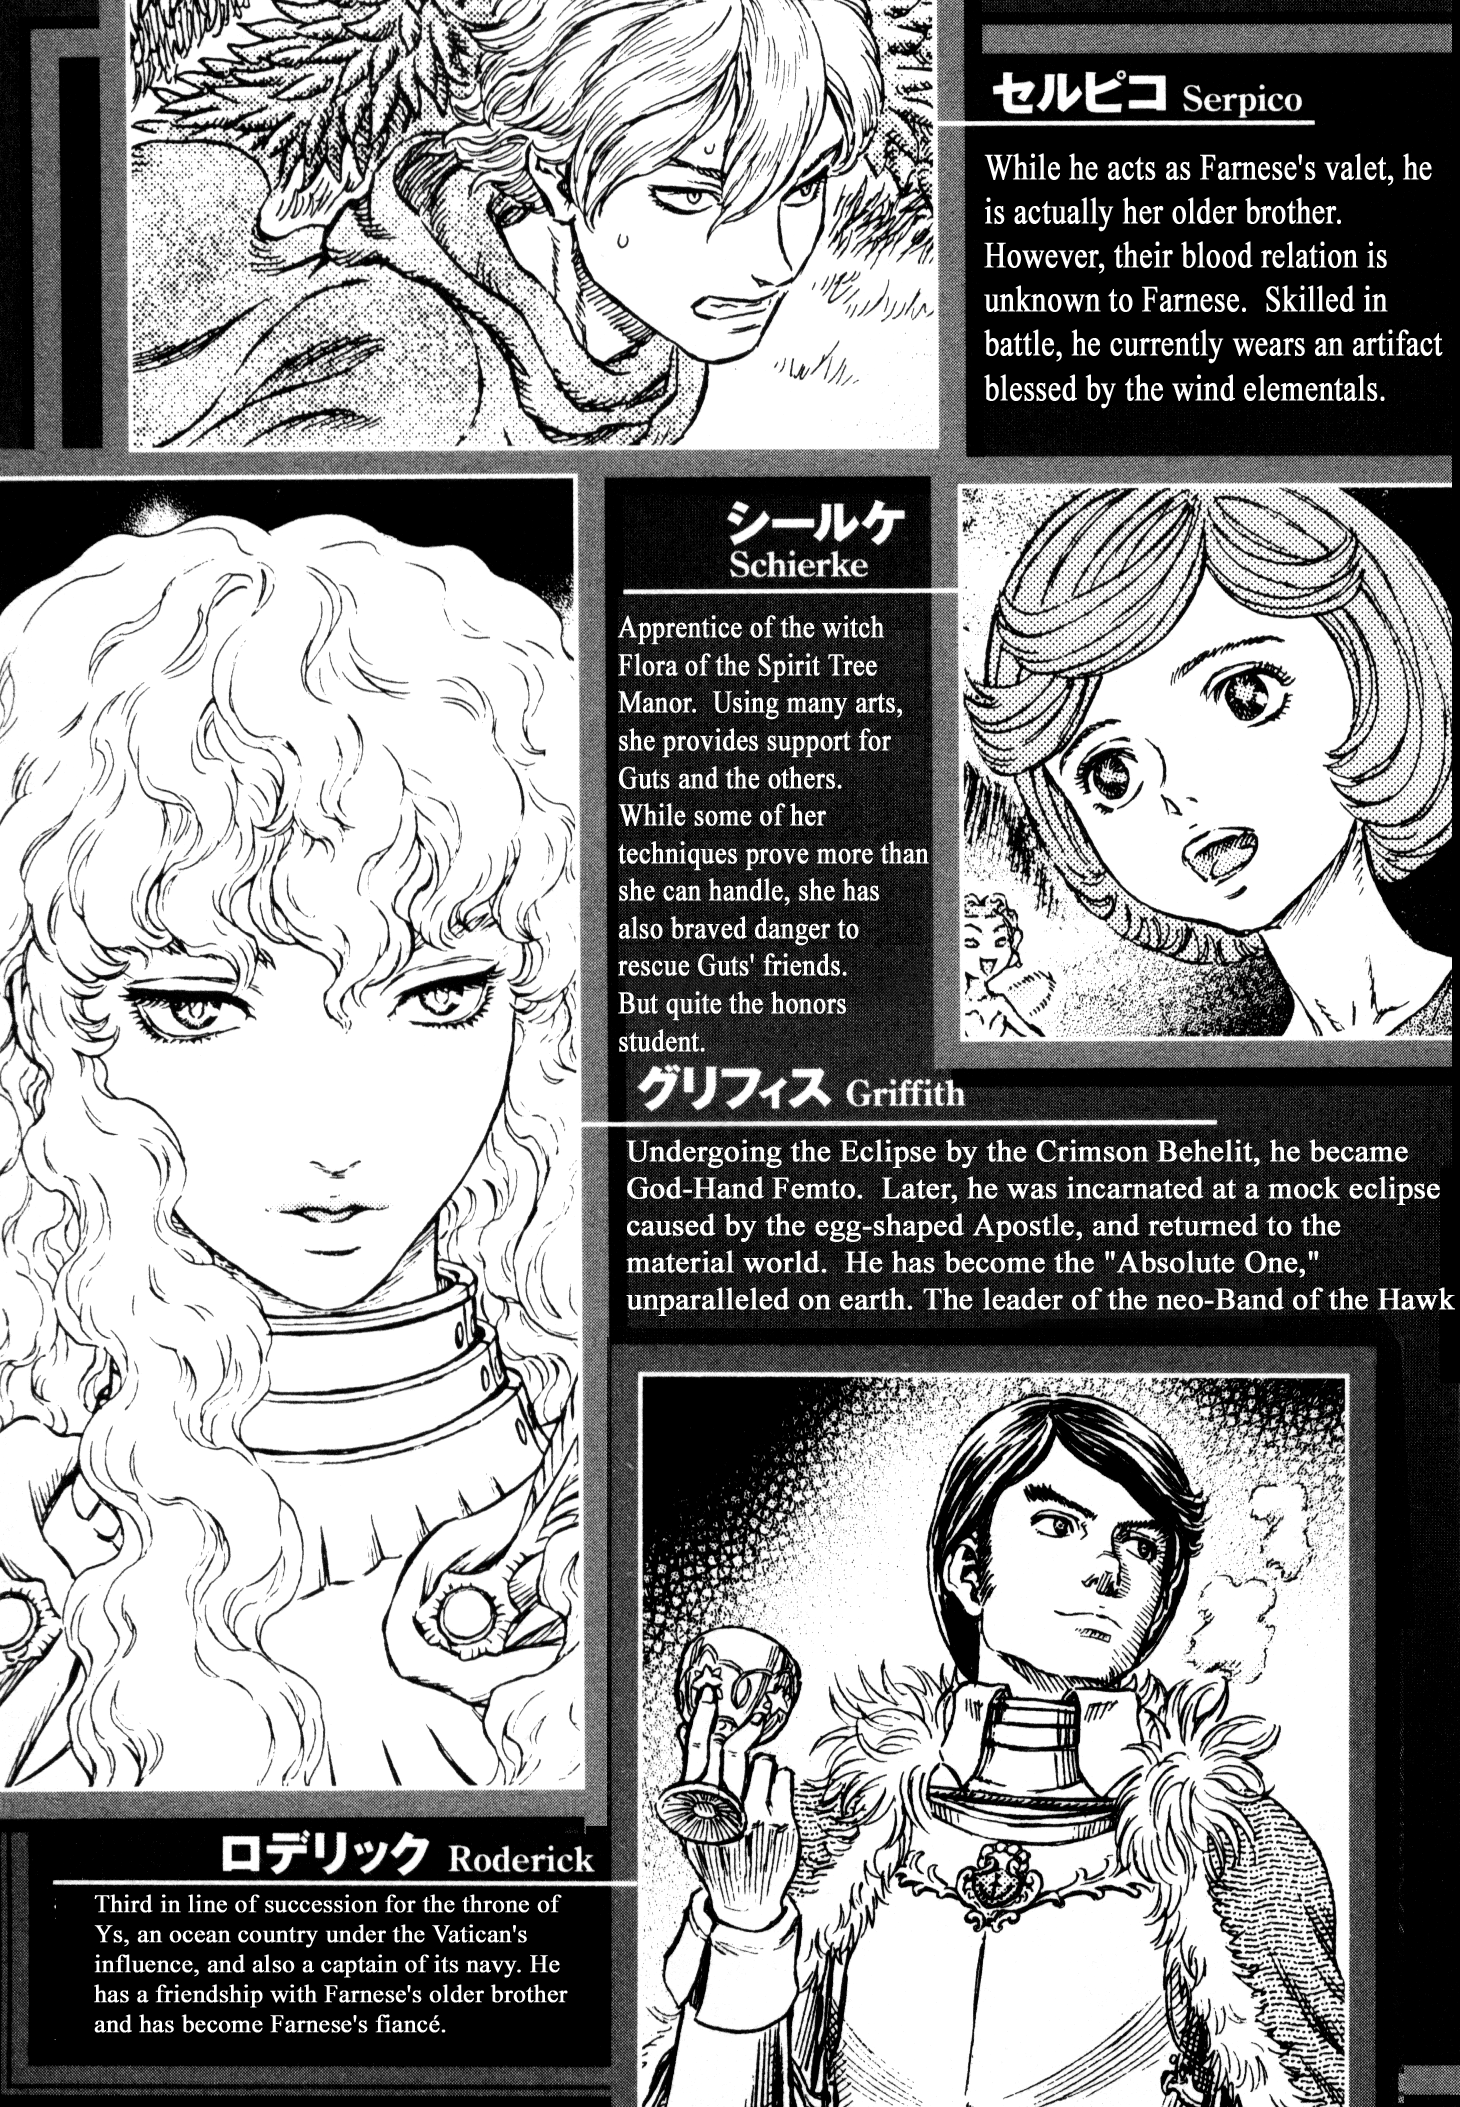 セルピコ Serpico
While he acts as Farnese's valet, he
is actually her older brother.
However, their blood relation is
unknown to Farnese.  Skilled in
battle, he currently wears an artifact
blessed by the wind elementals.
シールケ
Schierke
Apprentice of the witch
Flora of the Spirit Tree
Manor.  Using many arts,
she provides support for
Guts and the others.
While some of her
techniques prove more than
she can handle, she has
also braved danger to
rescue Guts' friends.
But quite the honors
student.
グリフィス Griffith
Undergoing the Eclipse by the Crimson Behelit, he became
God-Hand Femto.  Later, he was incarnated at a mock eclipse
caused by the egg-shaped Apostle, and returned to the
material world.  He has become the "Absolute One,"
unparalleled on earth. The leader of the neo-Band of the Hawk
ロデリック Roderick
Third in line of succession for the throne of
Ys, an ocean country under the Vatican's
influence, and also a captain of its navy. He
has a friendship with Farnese's older brother
and has become Farnese's fiancé.